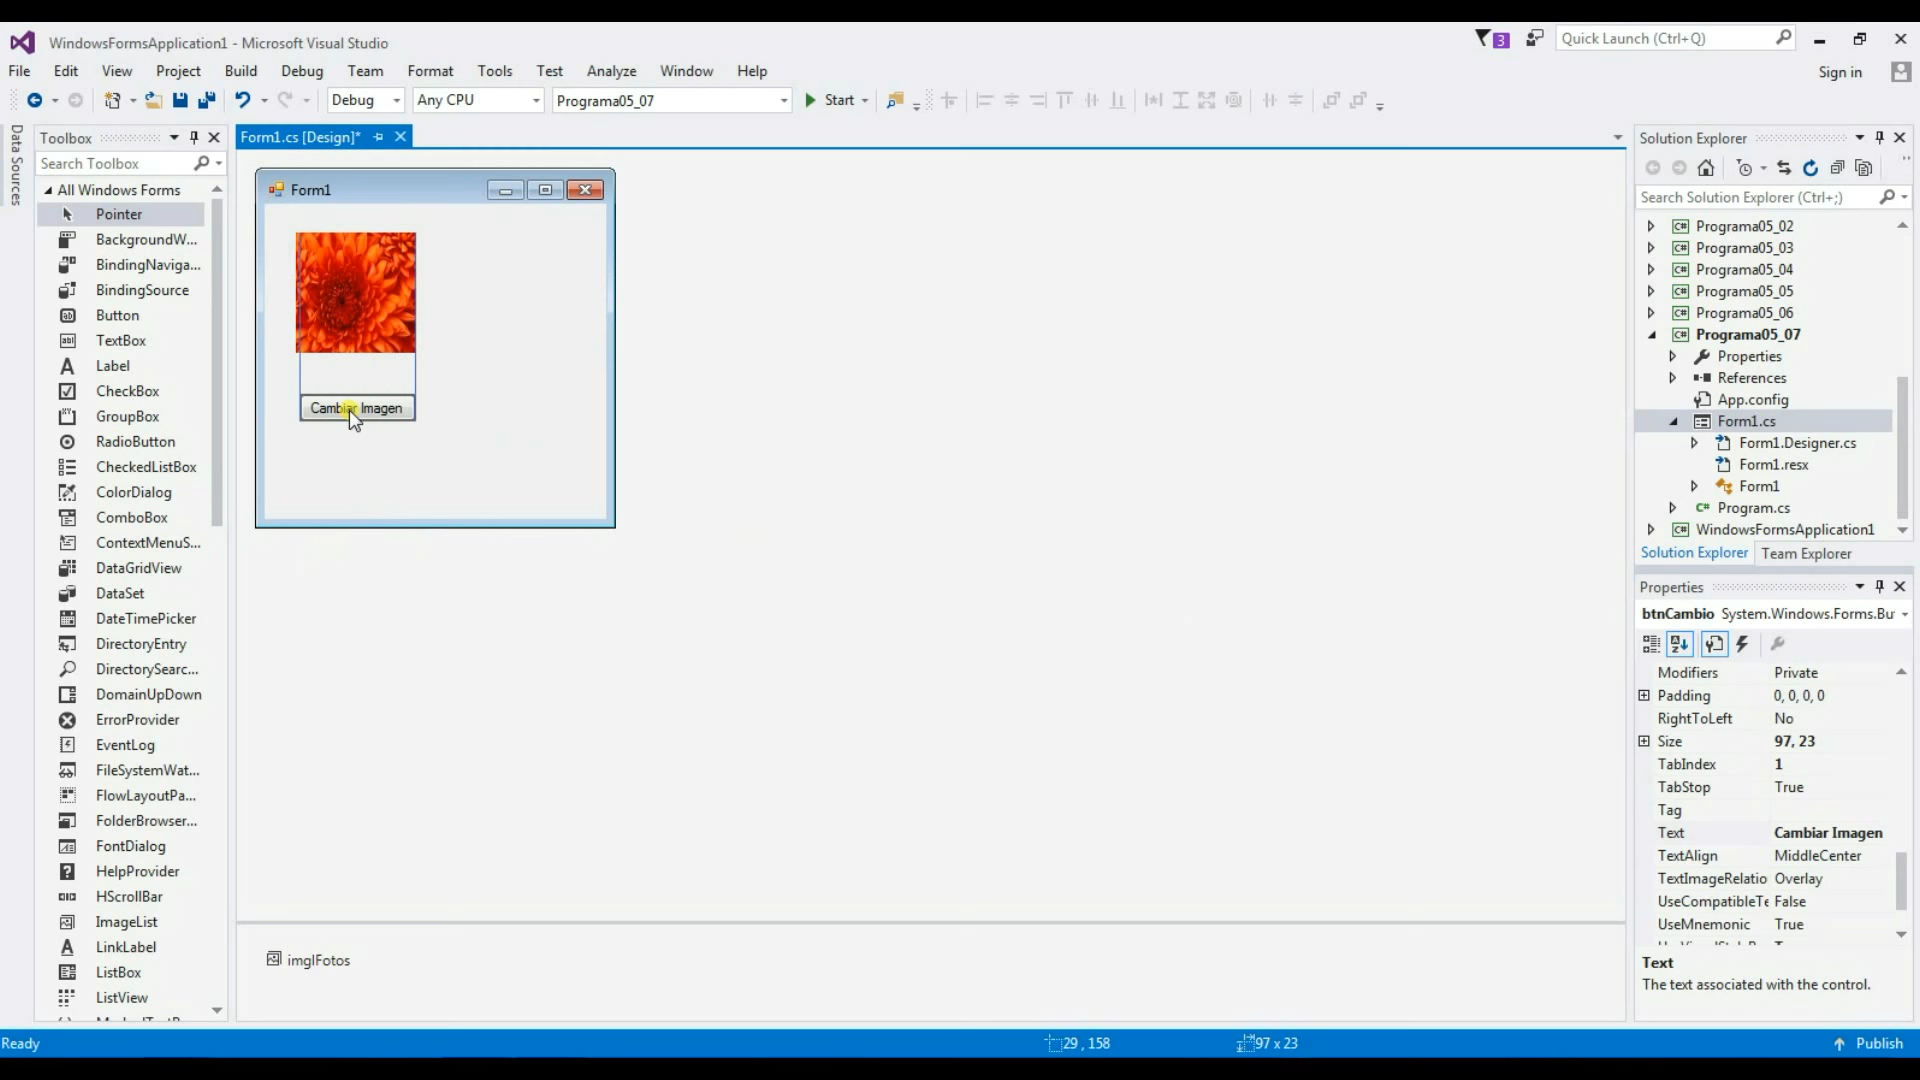 WindowsFormsApplication1 - Microsoft Visual Studio
3
Quick Launch (Ctrl+Q)
File Edit View Project Build Debug Team Format Tools Test Analyze Window Help
Sign in
Debug Any CPU Programa05_07 Start
Data Sources
Toolbox
Search Toolbox
All Windows Forms
Pointer
BackgroundW...
BindingNaviga...
BindingSource
Button
TextBox
Label
CheckBox
GroupBox
RadioButton
CheckedListBox
ColorDialog
ComboBox
ContextMenuS...
DataGridView
DataSet
DateTimePicker
DirectoryEntry
DirectorySearc...
DomainUpDown
ErrorProvider
EventLog
FileSystemWat...
FlowLayoutPa...
FolderBrowser...
FontDialog
HelpProvider
HScrollBar
ImageList
LinkLabel
ListBox
ListView
Form1.cs [Design]*
Form1
Cambiar Imagen
imglFotos
Solution Explorer
Search Solution Explorer (Ctrl+;)
Programa05_02
Programa05_03
Programa05_04
Programa05_05
Programa05_06
Programa05_07
Properties
References
App.config
Form1.cs
Form1.Designer.cs
Form1.resx
Form1
Program.cs
WindowsFormsApplication1
Solution Explorer Team Explorer
Properties
btnCambio System.Windows.Forms.Bu
Modifiers Private
Padding 0, 0, 0, 0
RightToLeft No
Size 97, 23
TabIndex 1
TabStop True
Tag
Text Cambiar Imagen
TextAlign MiddleCenter
TextImageRelatio Overlay
UseCompatibleTe False
UseMnemonic True
Text
The text associated with the control.
Ready 29 , 158 97 x 23 Publish